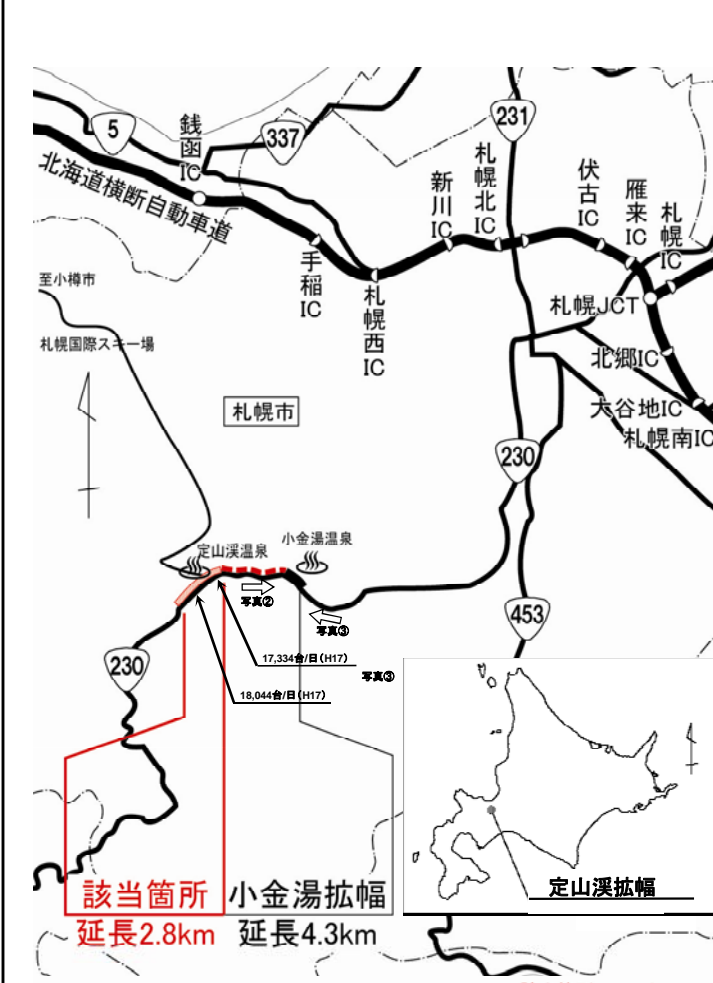 5
銭函IC
337
231
北海道横断自動車道
手稲IC
札幌西IC
新川IC
札幌北IC
伏古IC
雁来IC
札幌IC
札幌JCT
北郷IC
大谷地IC
札幌南IC
至小樽市
札幌国際スキー場
札幌市
230
定山渓温泉
小金湯温泉
写真②
写真③
453
230
17,334台/日(H17)
写真③
18,044台/日(H17)
定山渓拡幅
該当箇所
延長2.8km
小金湯拡幅
延長4.3km